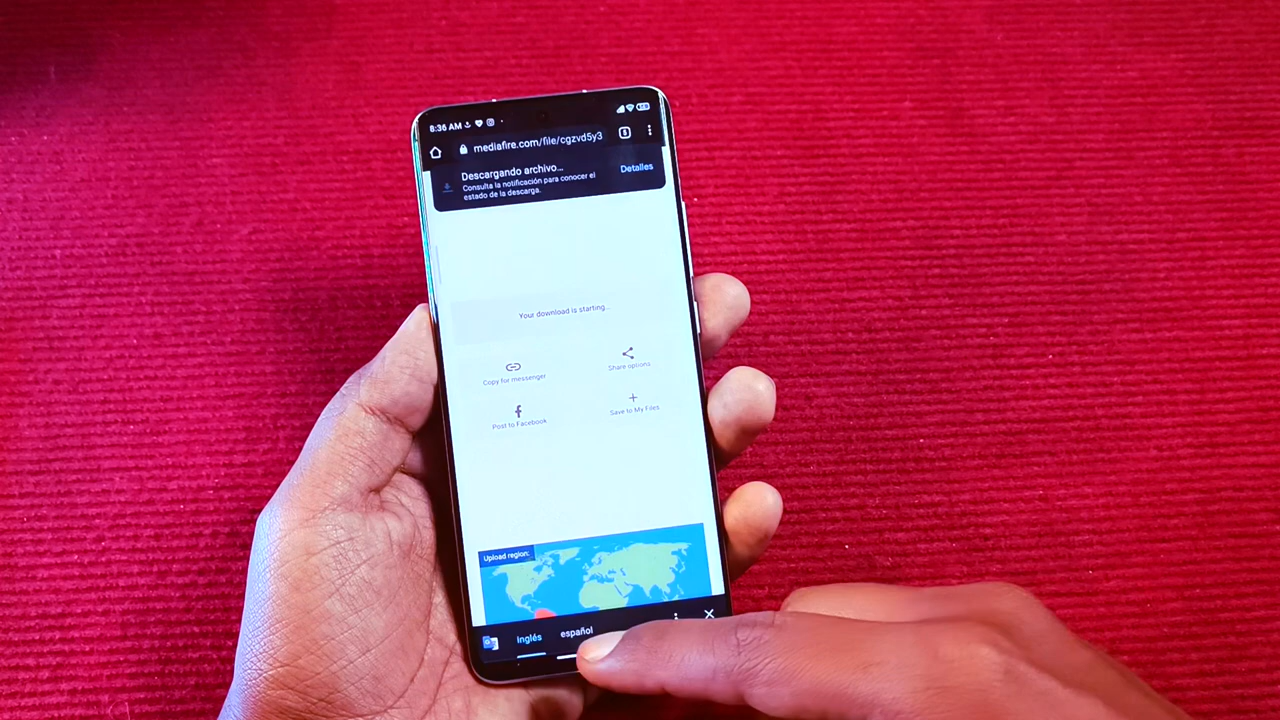 8:36 AM
mediafire.com/file/cgzvd5y3
Descargando archivo...
Consulta la notificación para conocer el
estado de la descarga.
Detalles
Your download is starting...
Copy for messenger
Share options
Post to Facebook
Save to My Files
Upload region:
Inglés
español